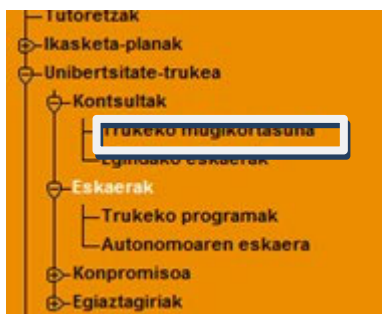 Tutoretzak
Ikasketa-planak
Unibertsitate-trukea
Kontsultak
Trukeko mugikortasuna
Egindako eskaerak
Eskaerak
Trukeko programak
Autonomoaren eskaera
Konpromisoa
Egiaztagiriak